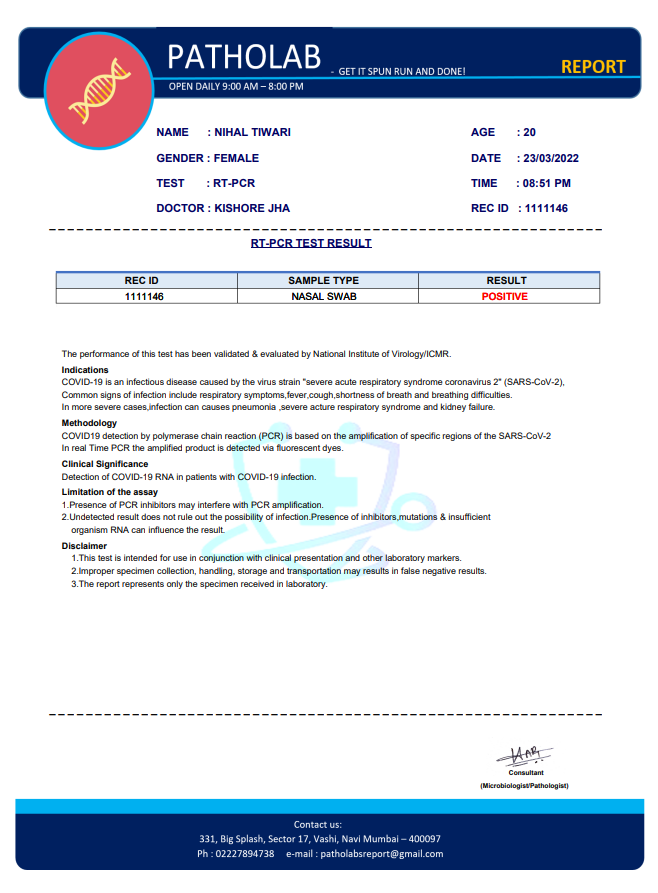 PATHOLAB
- GET IT SPUN RUN AND DONE!
REPORT
OPEN DAILY 9:00 AM – 8:00 PM
NAME : NIHAL TIWARI
AGE : 20
GENDER : FEMALE
DATE : 23/03/2022
TEST : RT-PCR
TIME : 08:51 PM
DOCTOR : KISHORE JHA
REC ID : 1111146
RT-PCR TEST RESULT
REC ID SAMPLE TYPE RESULT
1111146 NASAL SWAB POSITIVE
The performance of this test has been validated & evaluated by National Institute of Virology/ICMR.
Indications
COVID-19 is an infectious disease caused by the virus strain "severe acute respiratory syndrome coronavirus 2" (SARS-CoV-2),
Common signs of infection include respiratory symptoms,fever,cough,shortness of breath and breathing difficulties.
In more severe cases,infection can causes pneumonia ,severe acture respiratory syndrome and kidney failure.
Methodology
COVID19 detection by polymerase chain reaction (PCR) is based on the amplification of specific regions of the SARS-CoV-2
In real Time PCR the amplified product is detected via fluorescent dyes.
Clinical Significance
Detection of COVID-19 RNA in patients with COVID-19 infection.
Limitation of the assay
1.Presence of PCR inhibitors may interfere with PCR amplification.
2.Undetected result does not rule out the possibility of infection.Presence of inhibitors,mutations & insufficient
organism RNA can influence the result.
Disclaimer
1.This test is intended for use in conjunction with clinical presentation and other laboratory markers.
2.Improper specimen collection, handling, storage and transportation may results in false negative results.
3.The report represents only the specimen received in laboratory.
Consultant
(Microbiologist/Pathologist)
Contact us:
331, Big Splash, Sector 17, Vashi, Navi Mumbai – 400097
Ph : 02227894738 e-mail : patholabsreport@gmail.com